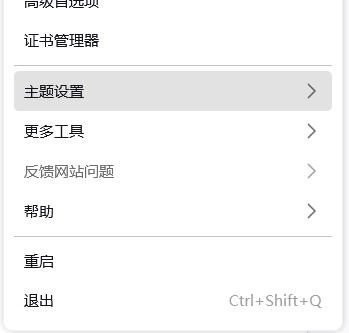 高级首选项
证书管理器
主题设置
更多工具
反馈网站问题
帮助
重启
退出 Ctrl+Shift+Q